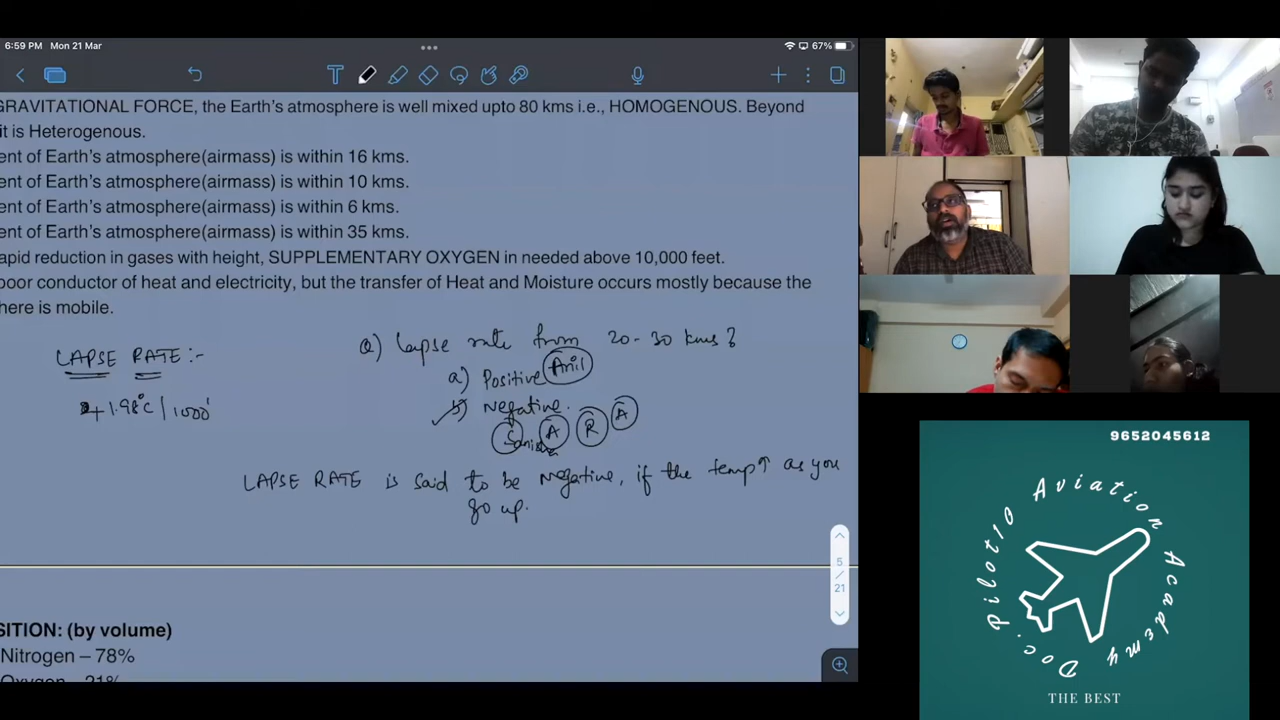 6:59 PM Mon 21 Mar
67%
GRAVITATIONAL FORCE, the Earth's atmosphere is well mixed upto 80 kms i.e., HOMOGENOUS. Beyond
it is Heterogenous.
ent of Earth's atmosphere(airmass) is within 16 kms.
ent of Earth's atmosphere(airmass) is within 10 kms.
ent of Earth's atmosphere(airmass) is within 6 kms.
ent of Earth's atmosphere(airmass) is within 35 kms.
apid reduction in gases with height, SUPPLEMENTARY OXYGEN in needed above 10,000 feet.
poor conductor of heat and electricity, but the transfer of Heat and Moisture occurs mostly because the
here is mobile.
LAPSE RATE :-
+1.98°C/1000'
Q) Lapse rate from 20-30 kms?
a) Positive Anil
b) Negative.
A R A
LAPSE RATE is said to be negative, if the temp↑ as you
go up.
5
/
21
SITION: (by volume)
Nitrogen – 78%
Oxygen – 21%
9652045612
Doc.PilotIO Aviation Academy
THE BEST